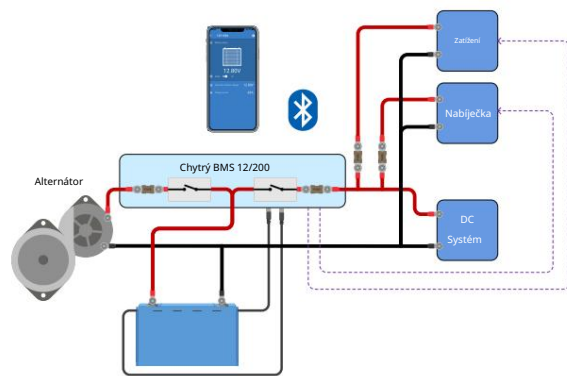 12.80V
Zatížení
Nabíječka
Chytrý BMS 12/200
Alternátor
DC
Systém